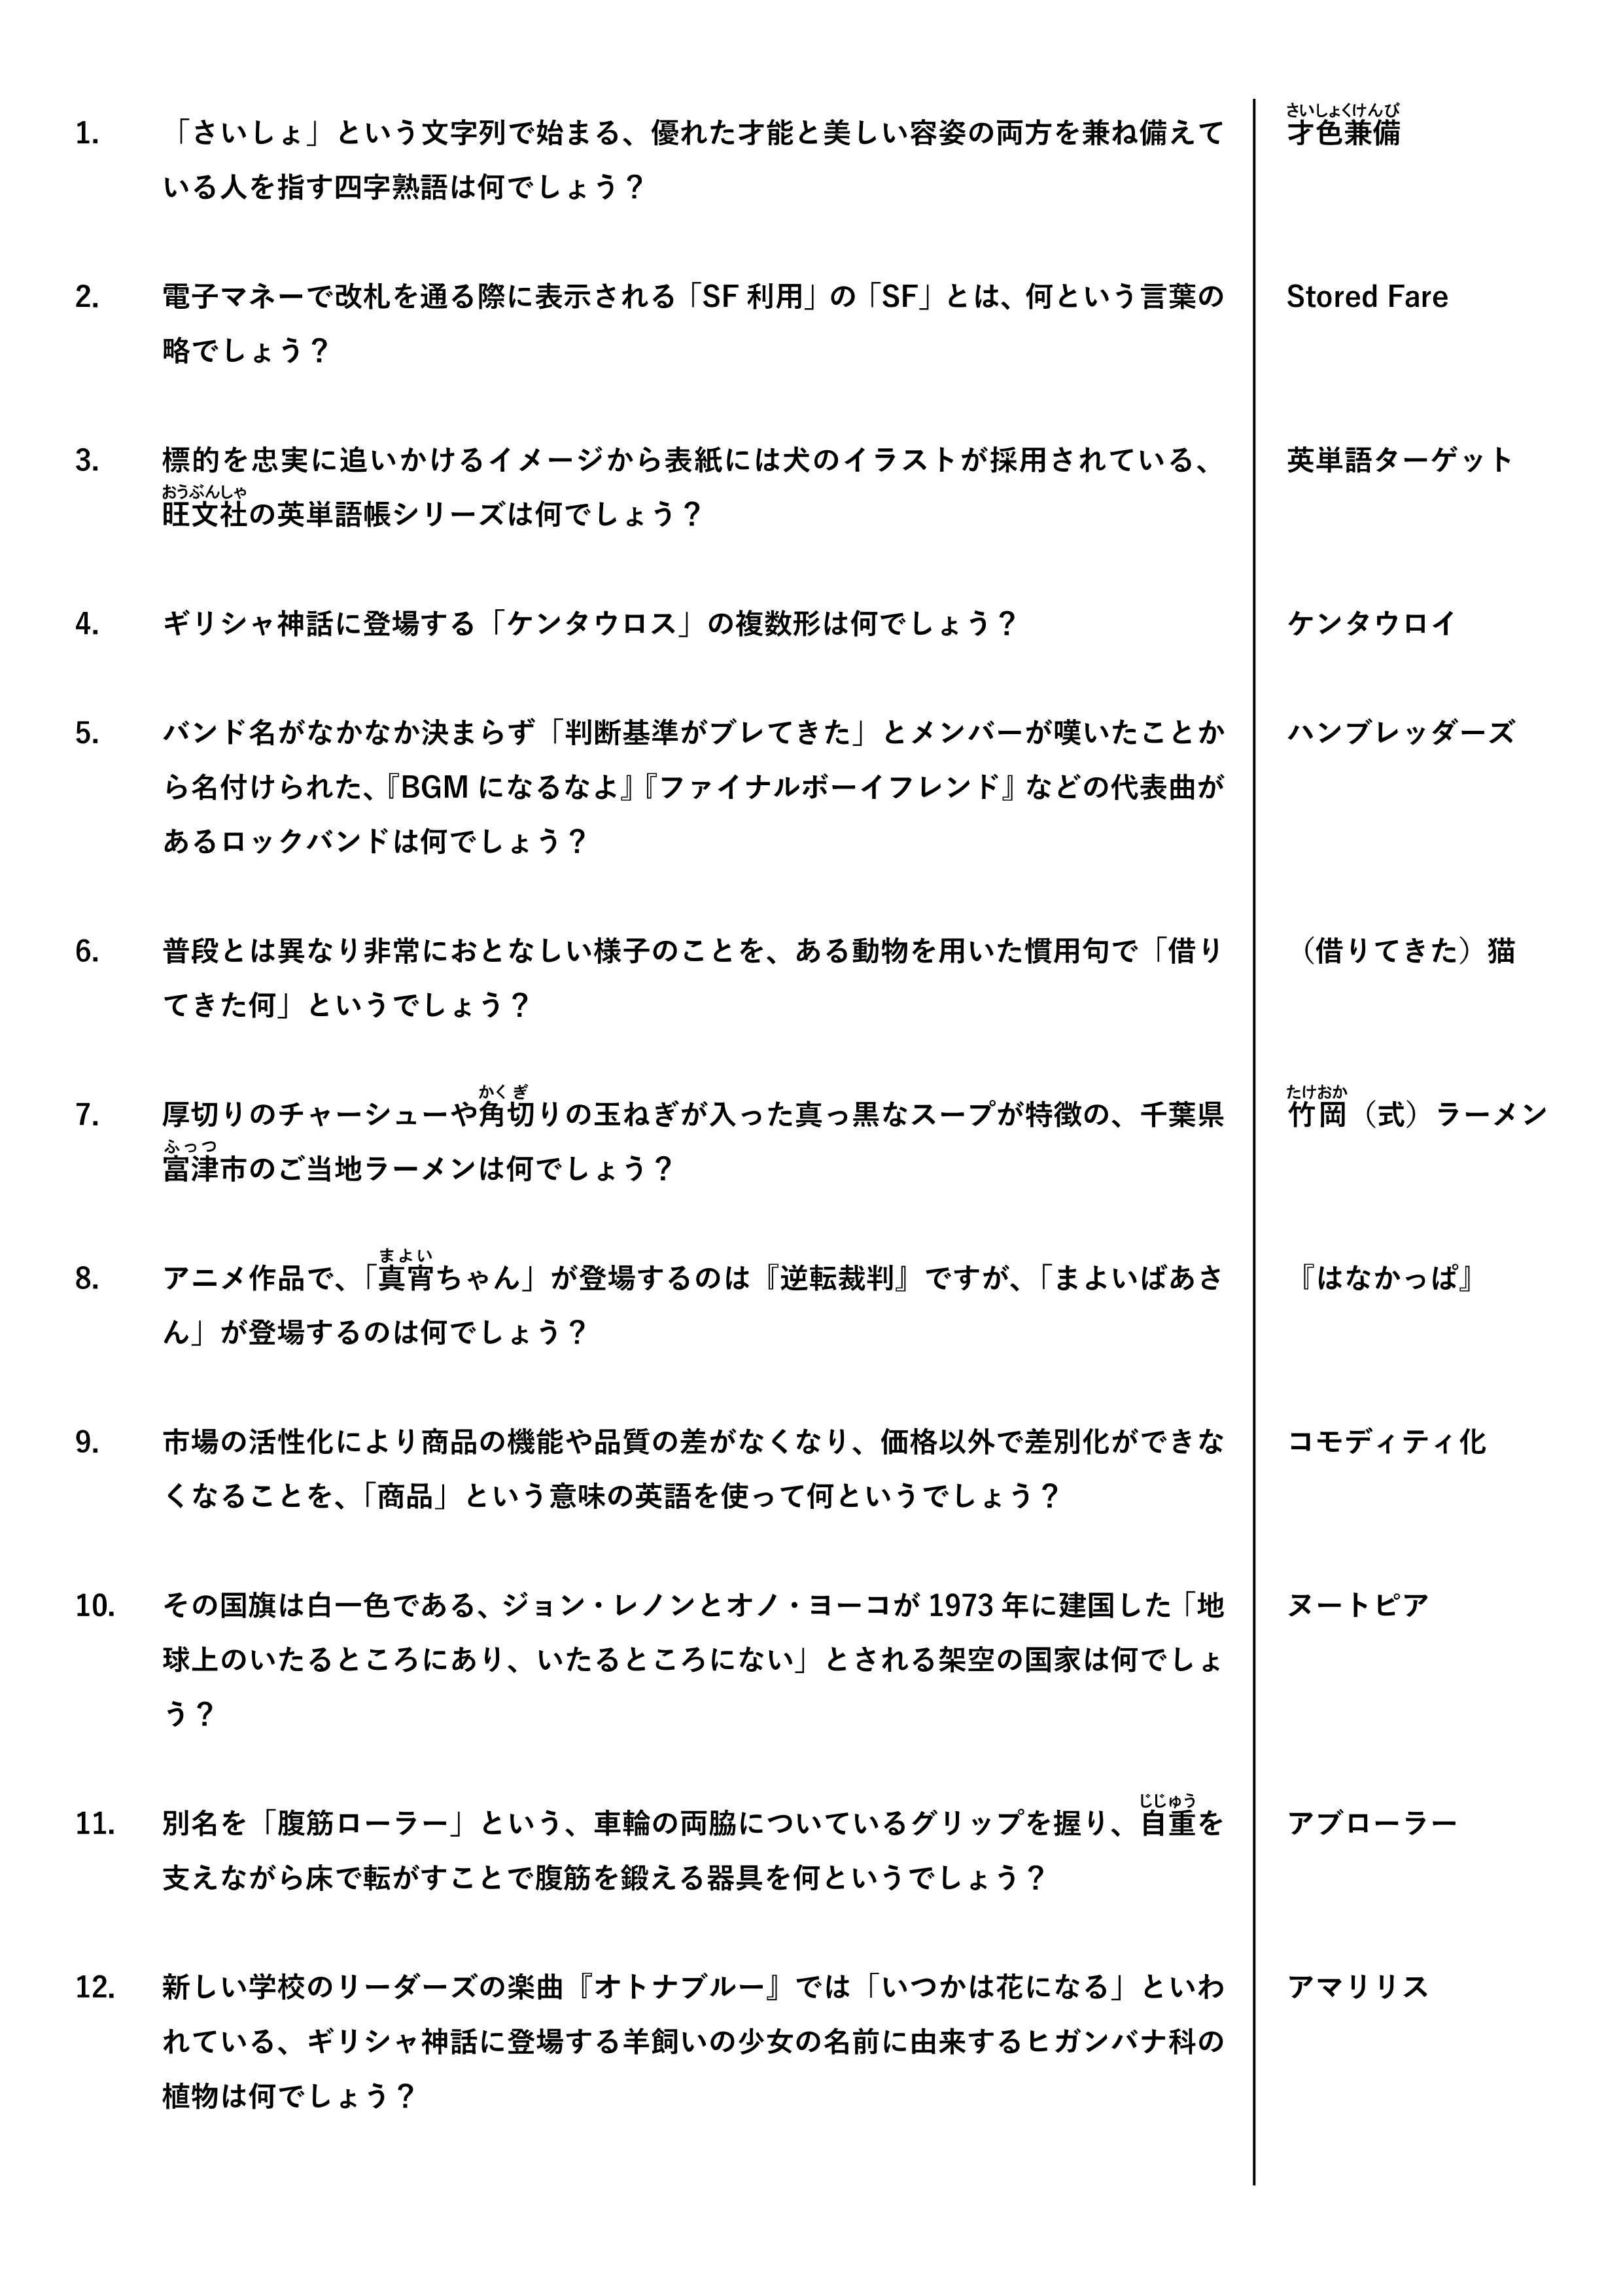 1. 「さいしょ」という文字列で始まる、優れた才能と美しい容姿の両方を兼ね備えて
いる人を指す四字熟語は何でしょう？
さいしょくけんび
才色兼備
2. 電子マネーで改札を通る際に表示される「SF 利用」の「SF」とは、何という言葉の
略でしょう？
Stored Fare
3. 標的を忠実に追いかけるイメージから表紙には犬のイラストが採用されている、
おうぶんしゃ
旺文社の英単語帳シリーズは何でしょう？
英単語ターゲット
4. ギリシャ神話に登場する「ケンタウロス」の複数形は何でしょう？
ケンタウロイ
5. バンド名がなかなか決まらず「判断基準がブレてきた」とメンバーが嘆いたことか
ら名付けられた、『BGM になるなよ』『ファイナルボーイフレンド』などの代表曲が
あるロックバンドは何でしょう？
ハンブレッダーズ
6. 普段とは異なり非常におとなしい様子のことを、ある動物を用いた慣用句で「借り
てきた何」というでしょう？
（借りてきた）猫
かくぎ
7. 厚切りのチャーシューや角切りの玉ねぎが入った真っ黒なスープが特徴の、千葉県
ふっつ
富津市のご当地ラーメンは何でしょう？
たけおか
竹岡（式）ラーメン
まよい
8. アニメ作品で、「真宵ちゃん」が登場するのは『逆転裁判』ですが、「まよいばあさ
ん」が登場するのは何でしょう？
『はなかっぱ』
9. 市場の活性化により商品の機能や品質の差がなくなり、価格以外で差別化ができな
くなることを、「商品」という意味の英語を使って何というでしょう？
コモディティ化
10. その国旗は白一色である、ジョン・レノンとオノ・ヨーコが 1973 年に建国した「地
球上のいたるところにあり、いたるところにない」とされる架空の国家は何でしょ
う？
ヌートピア
じじゅう
11. 別名を「腹筋ローラー」という、車輪の両脇についているグリップを握り、自重を
支えながら床で転がすことで腹筋を鍛える器具を何というでしょう？
アブローラー
12. 新しい学校のリーダーズの楽曲『オトナブルー』では「いつかは花になる」といわ
れている、ギリシャ神話に登場する羊飼いの少女の名前に由来するヒガンバナ科の
植物は何でしょう？
アマリリス